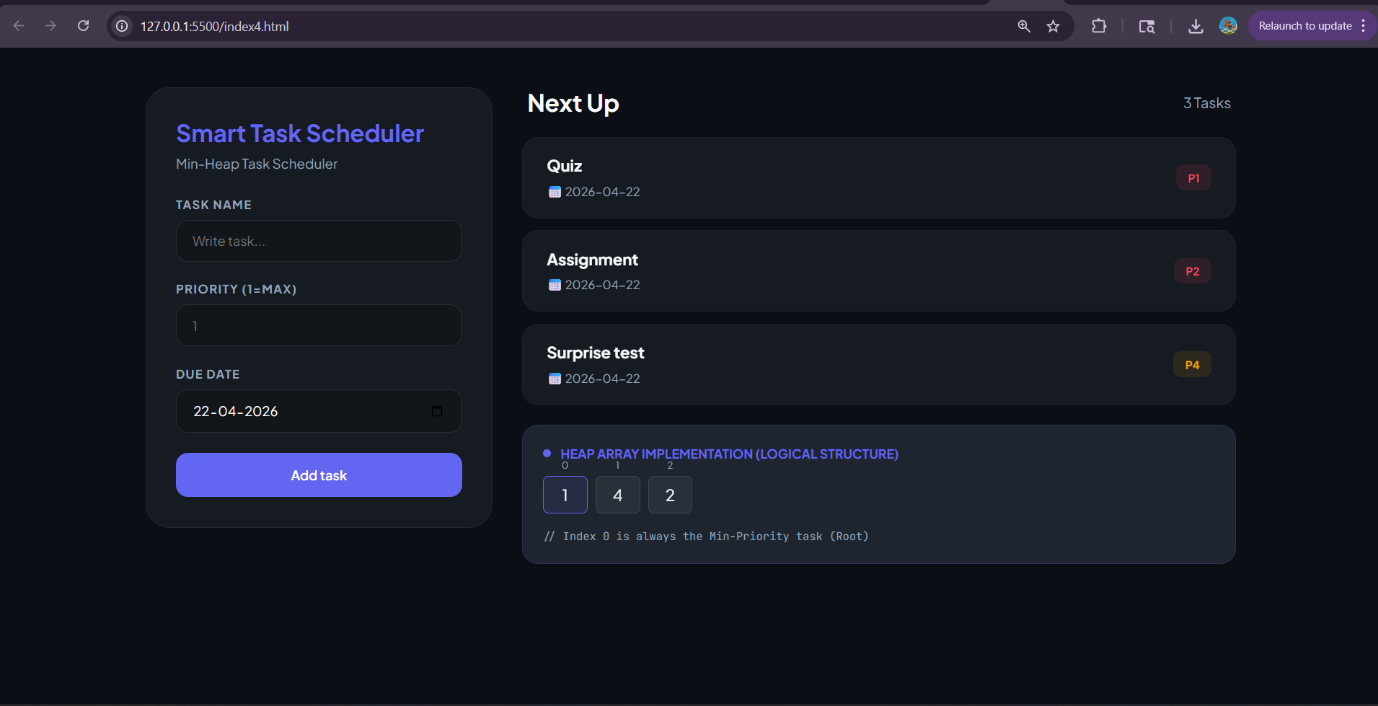 127.0.0.1:5500/index4.html
Relaunch to update
Smart Task Scheduler
Min-Heap Task Scheduler
TASK NAME
Write task...
PRIORITY (1=MAX)
1
DUE DATE
22-04-2026
Add task
Next Up
3 Tasks
Quiz
2026-04-22
P1
Assignment
2026-04-22
P2
Surprise test
2026-04-22
P4
HEAP ARRAY IMPLEMENTATION (LOGICAL STRUCTURE)
0 1 2
1 4 2
// Index 0 is always the Min-Priority task (Root)